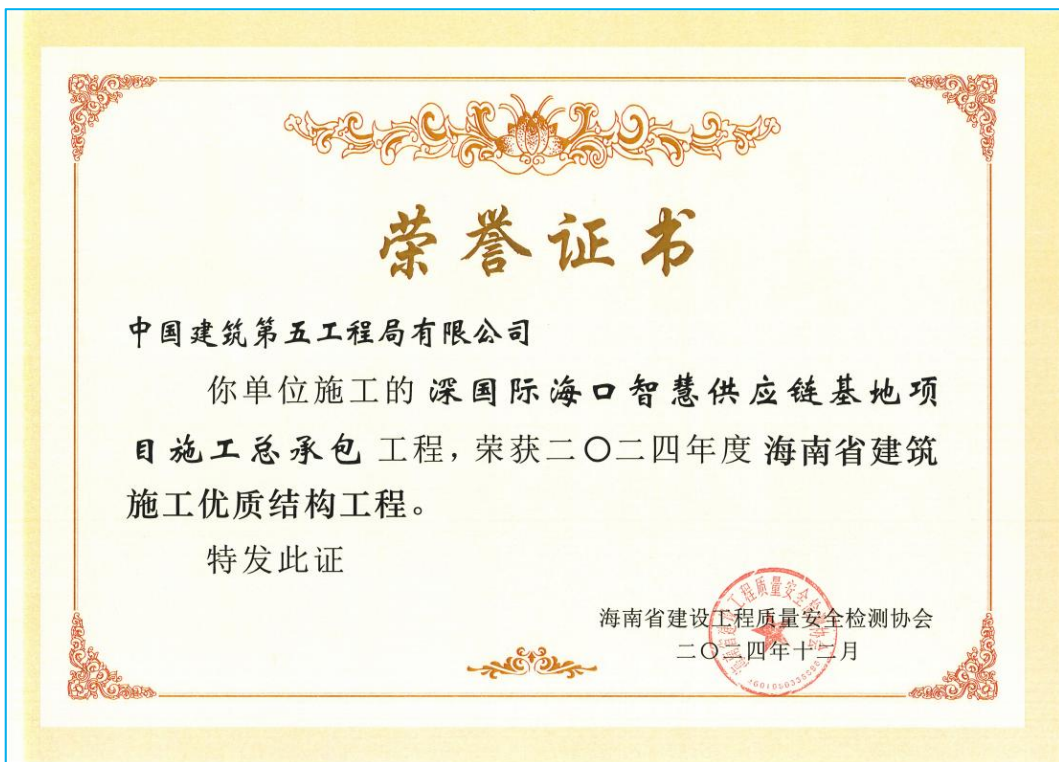 荣誉证书
中国建筑第五工程局有限公司
你单位施工的 深国际海口智慧供应链基地项
目施工总承包 工程，荣获二〇二四年度 海南省建筑
施工优质结构工程。
特发此证
海南省建设工程质量安全检测协会
二〇二四年十二月